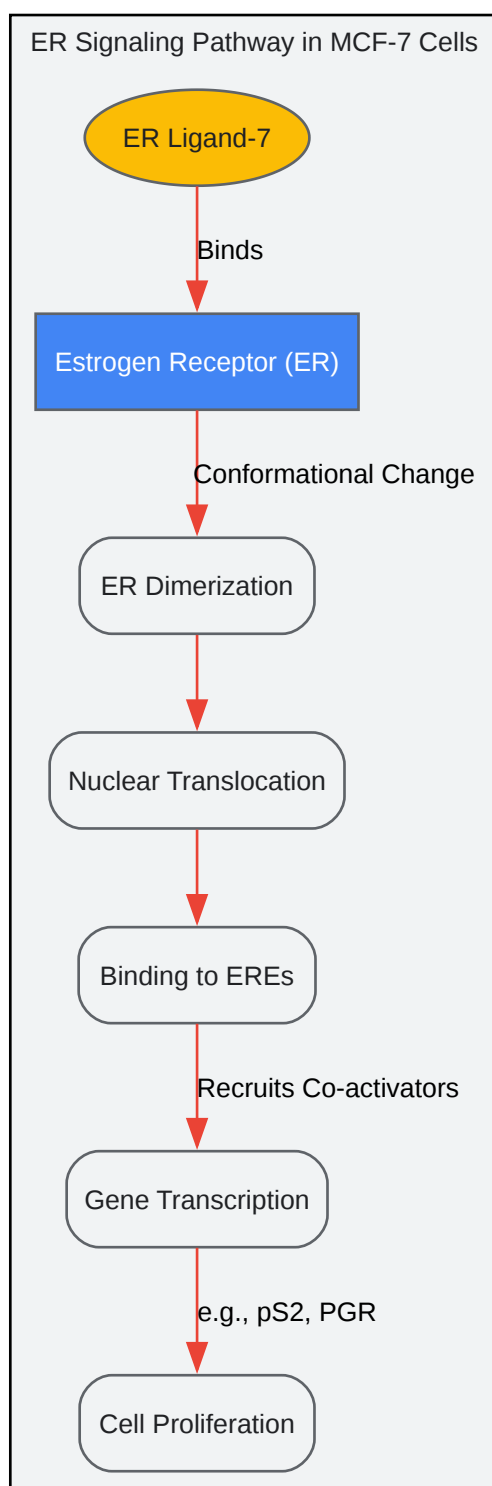 ER Signaling Pathway in MCF-7 Cells
ER Ligand-7
Binds
Estrogen Receptor (ER)
Conformational Change
ER Dimerization
Nuclear Translocation
Binding to EREs
Recruits Co-activators
Gene Transcription
e.g., pS2, PGR
Cell Proliferation